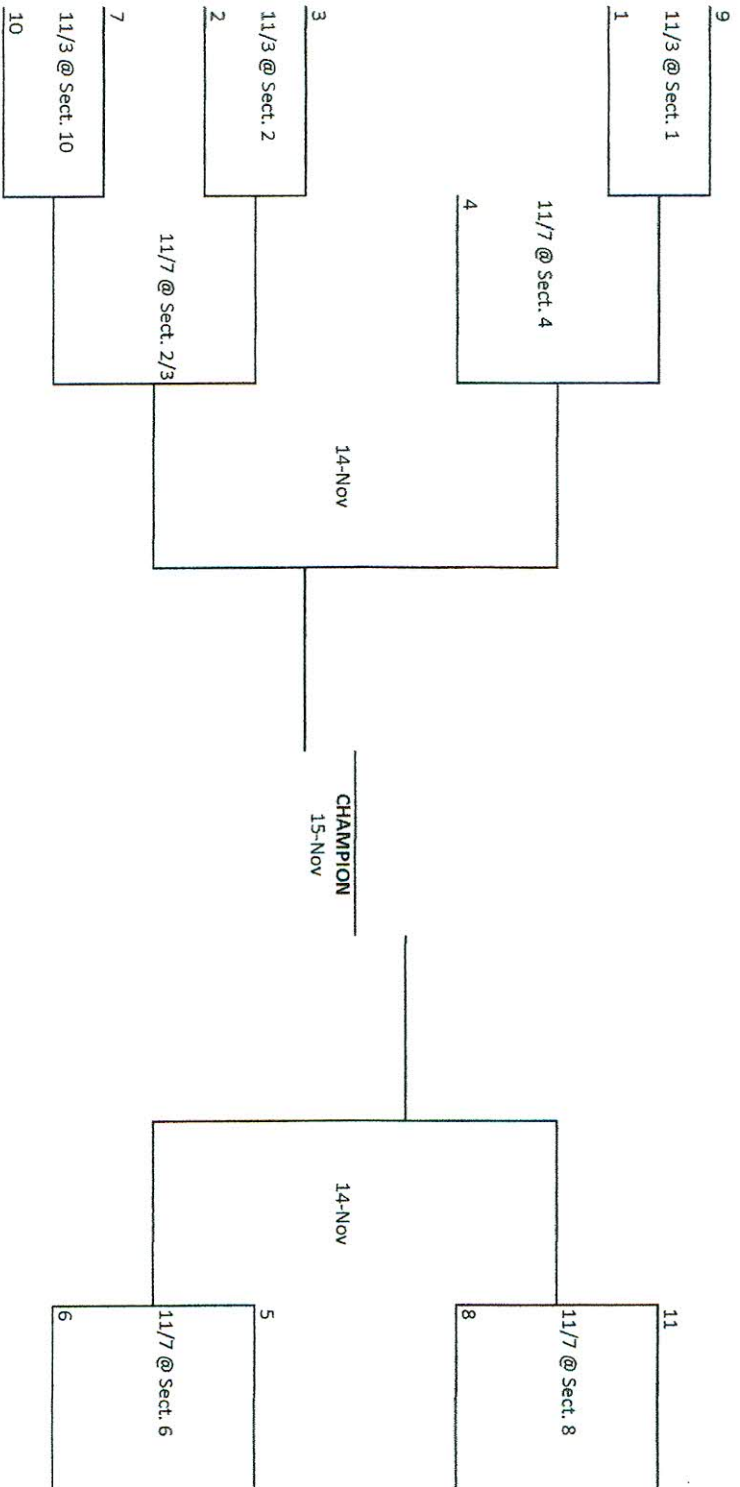 9
11/3 @ Sect. 1
1
11/7 @ Sect. 4
4
14-Nov
3
11/3 @ Sect. 2
2
11/7 @ Sect. 2/3
7
11/3 @ Sect. 10
10
CHAMPION
15-Nov
11
11/7 @ Sect. 8
8
14-Nov
5
11/7 @ Sect. 6
6